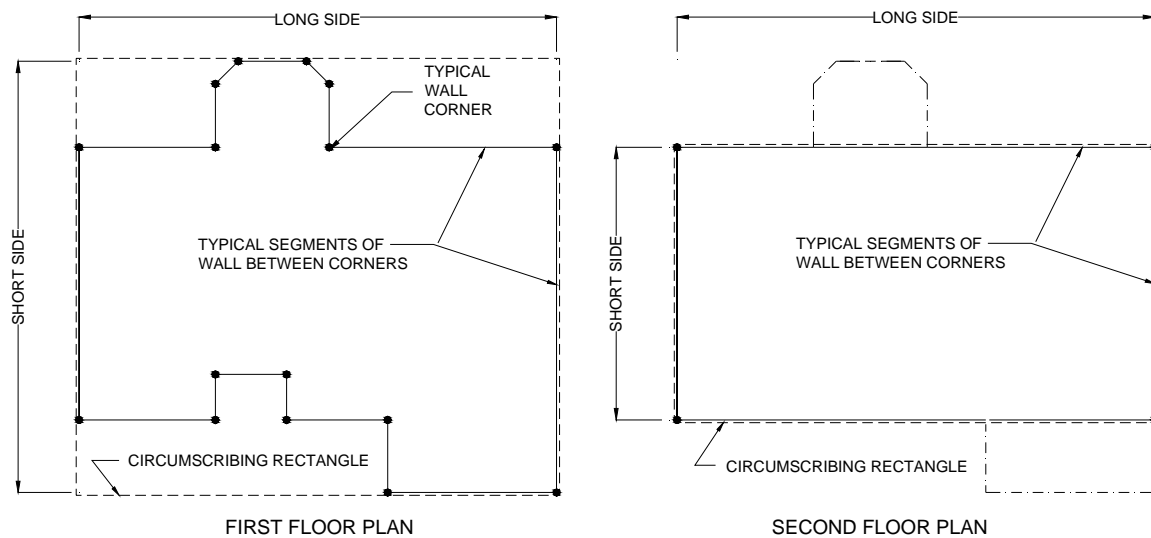 LONG SIDE
SHORT SIDE
TYPICAL
WALL
CORNER
TYPICAL SEGMENTS OF
WALL BETWEEN CORNERS
CIRCUMSCRIBING RECTANGLE
FIRST FLOOR PLAN
LONG SIDE
SHORT SIDE
TYPICAL SEGMENTS OF
WALL BETWEEN CORNERS
CIRCUMSCRIBING RECTANGLE
SECOND FLOOR PLAN